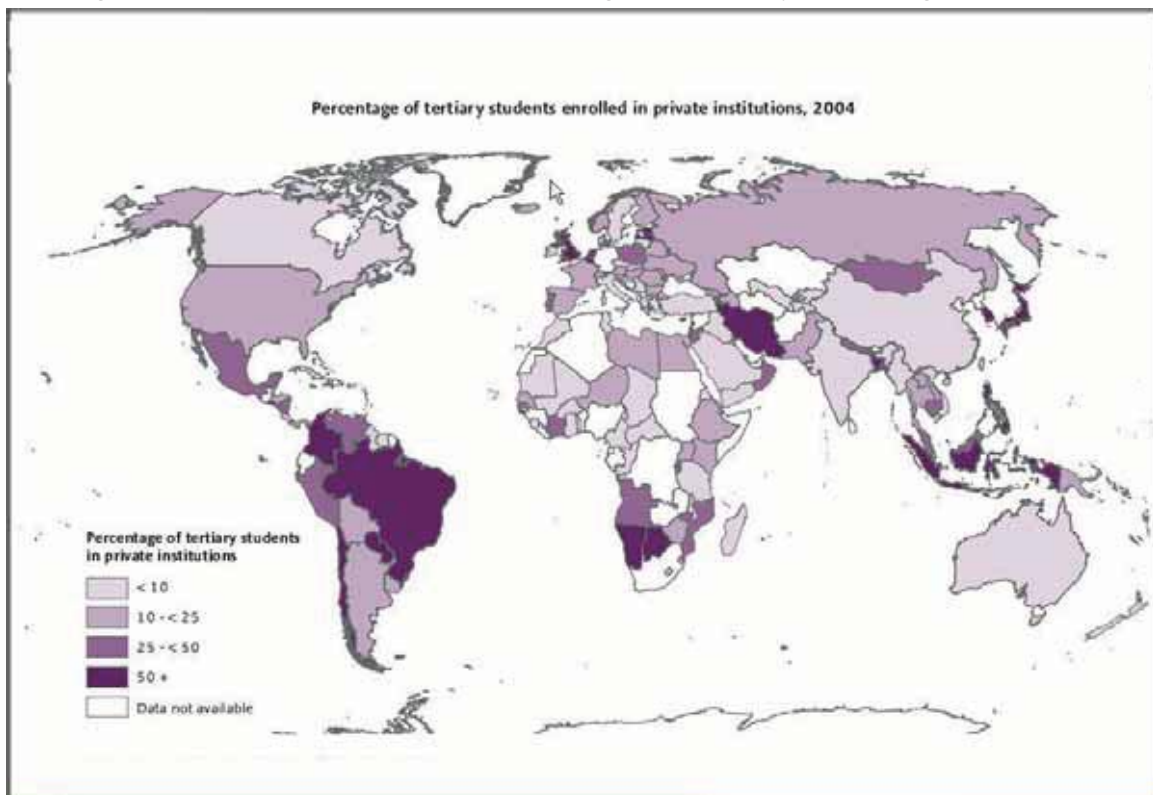 Percentage of tertiary students enrolled in private institutions, 2004
Percentage of tertiary students
in private institutions
< 10
10 - < 25
25 - < 50
50 +
Data not available